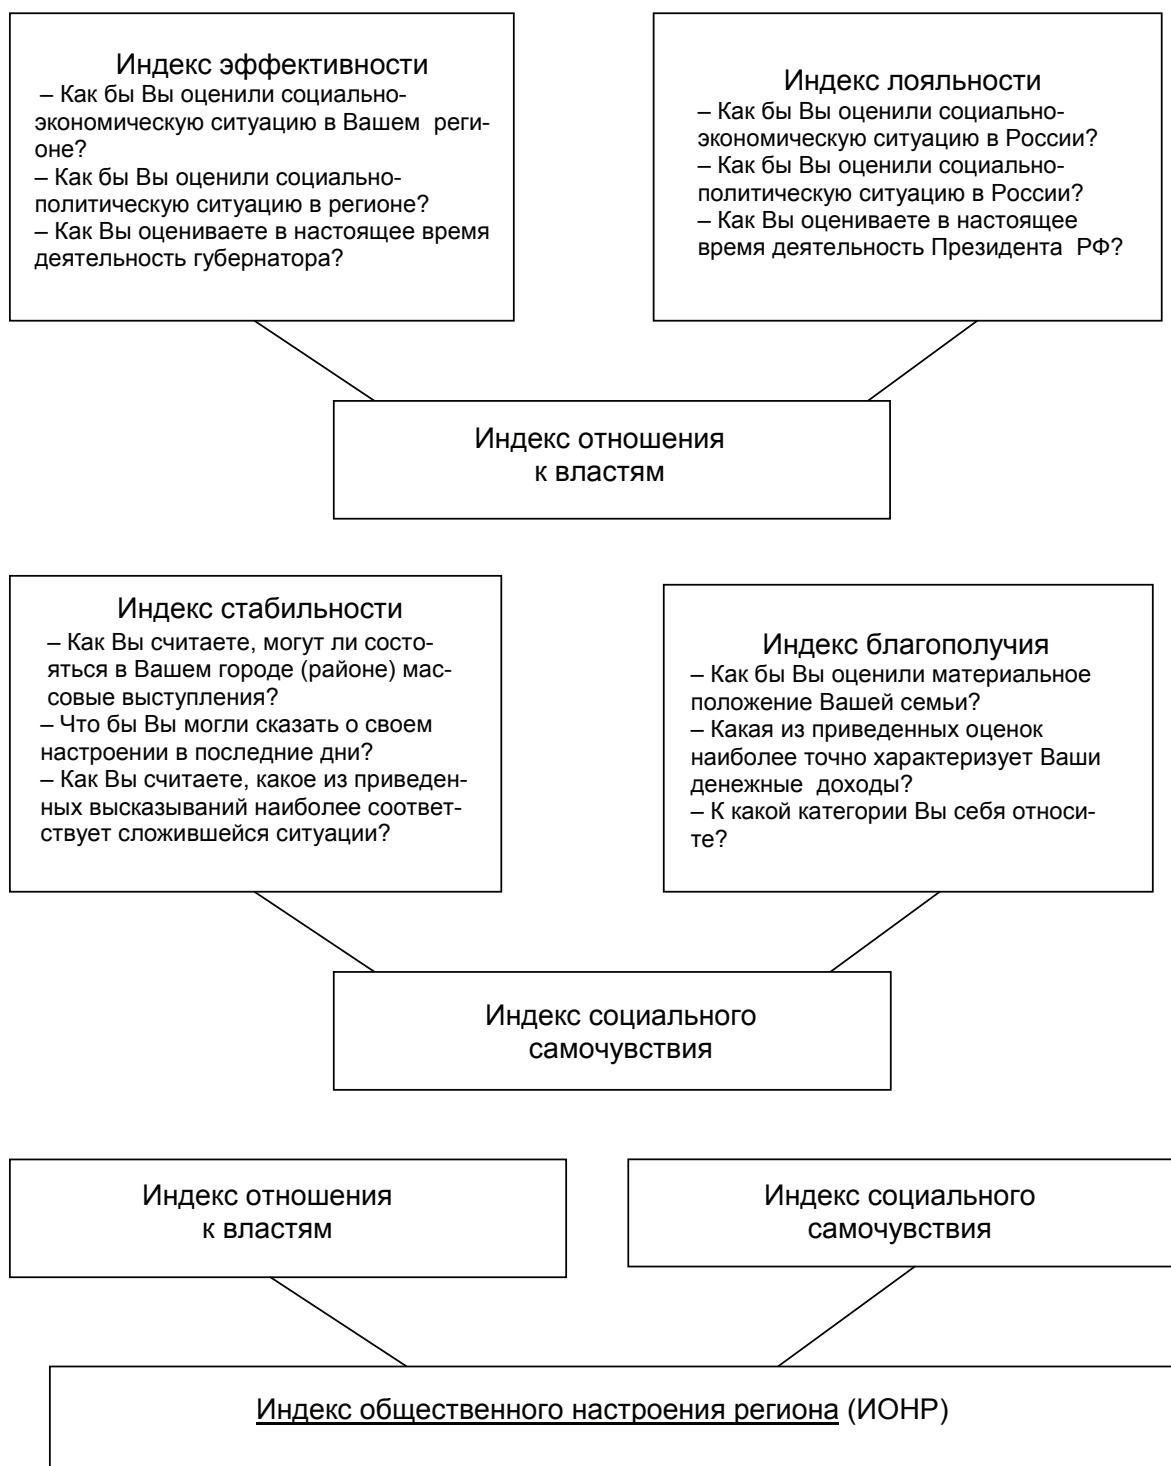 Индекс эффективности
– Как бы Вы оценили социально-
экономическую ситуацию в Вашем реги-
оне?
– Как бы Вы оценили социально-
политическую ситуацию в регионе?
– Как Вы оцениваете в настоящее время
деятельность губернатора?
Индекс лояльности
– Как бы Вы оценили социально-
экономическую ситуацию в России?
– Как бы Вы оценили социально-
политическую ситуацию в России?
– Как Вы оцениваете в настоящее
время деятельность Президента РФ?
Индекс отношения
к властям
Индекс стабильности
– Как Вы считаете, могут ли состо-
яться в Вашем городе (районе) мас-
совые выступления?
– Что бы Вы могли сказать о своем
настроении в последние дни?
– Как Вы считаете, какое из приведен-
ных высказываний наиболее соответ-
ствует сложившейся ситуации?
Индекс благополучия
– Как бы Вы оценили материальное
положение Вашей семьи?
– Какая из приведенных оценок
наиболее точно характеризует Ваши
денежные доходы?
– К какой категории Вы себя относи-
те?
Индекс социального
самочувствия
Индекс отношения
к властям
Индекс социального
самочувствия
Индекс общественного настроения региона (ИОНР)